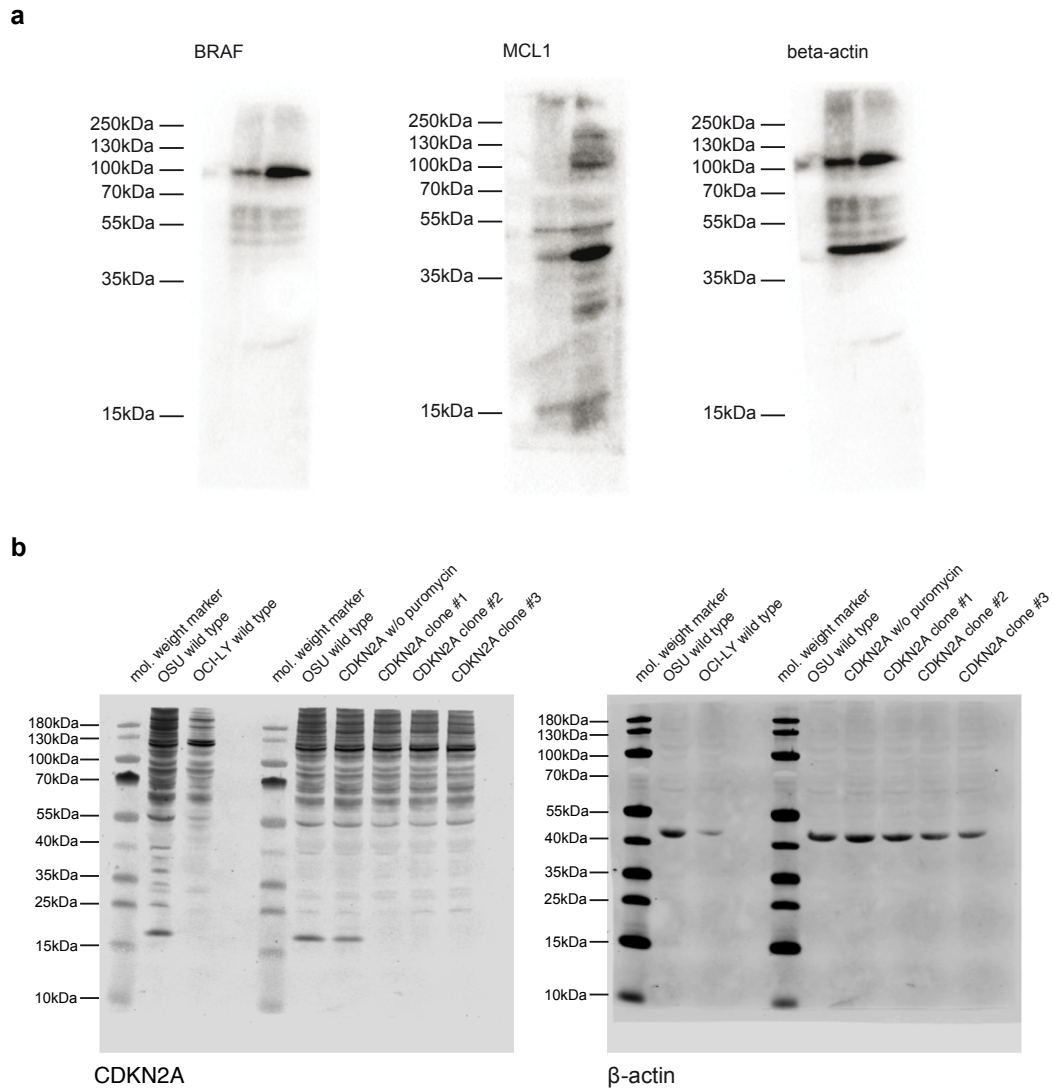 a
BRAF
MCL1
beta-actin
250kDa
130kDa
100kDa
70kDa
55kDa
35kDa
15kDa
250kDa
130kDa
100kDa
70kDa
55kDa
35kDa
15kDa
250kDa
130kDa
100kDa
70kDa
55kDa
35kDa
15kDa
b
mol. weight marker
OSU wild type
OCI-LY wild type
mol. weight marker
OSU wild type
CDKN2A w/o puromycin
CDKN2A clone #1
CDKN2A clone #2
CDKN2A clone #3
mol. weight marker
OSU wild type
OCI-LY wild type
mol. weight marker
OSU wild type
CDKN2A w/o puromycin
CDKN2A clone #1
CDKN2A clone #2
CDKN2A clone #3
180kDa
130kDa
100kDa
70kDa
55kDa
40kDa
35kDa
25kDa
15kDa
10kDa
180kDa
130kDa
100kDa
70kDa
55kDa
40kDa
35kDa
25kDa
15kDa
10kDa
CDKN2A
β-actin